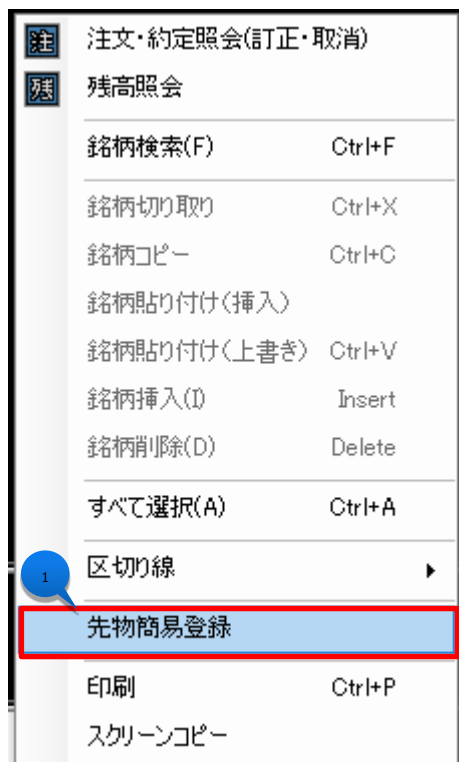 注 注文・約定照会(訂正・取消)
残 残高照会
銘柄検索(F) Ctrl+F
銘柄切り取り Ctrl+X
銘柄コピー Ctrl+C
銘柄貼り付け(挿入)
銘柄貼り付け(上書き) Ctrl+V
銘柄挿入(I) Insert
銘柄削除(D) Delete
すべて選択(A) Ctrl+A
区切り線
1
先物簡易登録
印刷 Ctrl+P
スクリーンコピー